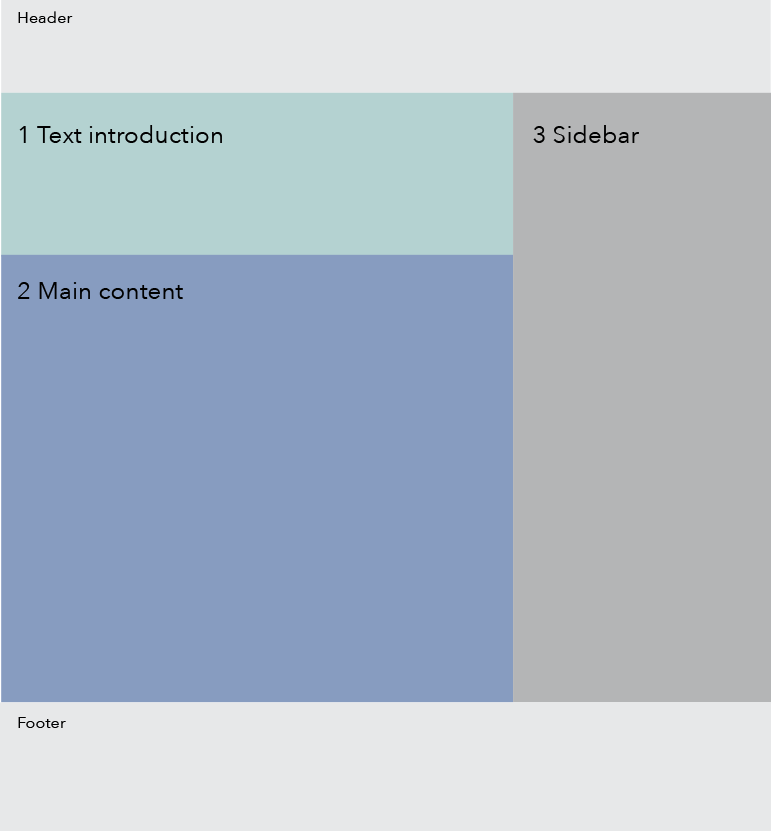 Header
1 Text introduction
3 Sidebar
2 Main content
Footer